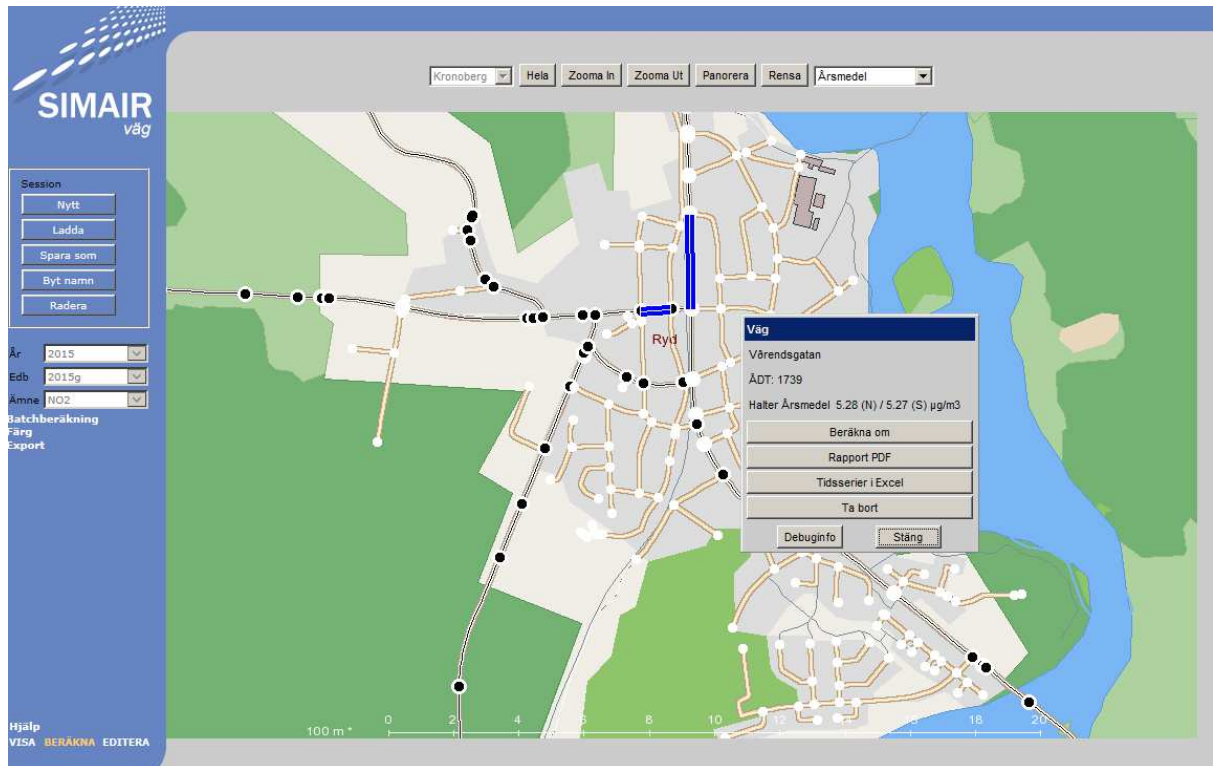 SIMAIR
väg
Kronoberg Hela Zooma In Zooma Ut Panorera Rensa Årsmedel
Session
Nytt
Ladda
Spara som
Byt namn
Radera
År 2015
Edb 2015g
Ämne NO2
Batchberäkning
Färg
Export
Ryd
Väg
Võrendsgatan
ÅDT: 1739
Halter Årsmedel 5.28 (N) / 5.27 (S) µg/m3
Beräkna om
Rapport PDF
Tidsserier i Excel
Ta bort
Debuginfo Stäng
0 2 4 6 8 10 12 14 16 18 20
100 m *
Hjälp
VISA BERÄKNA EDITERA